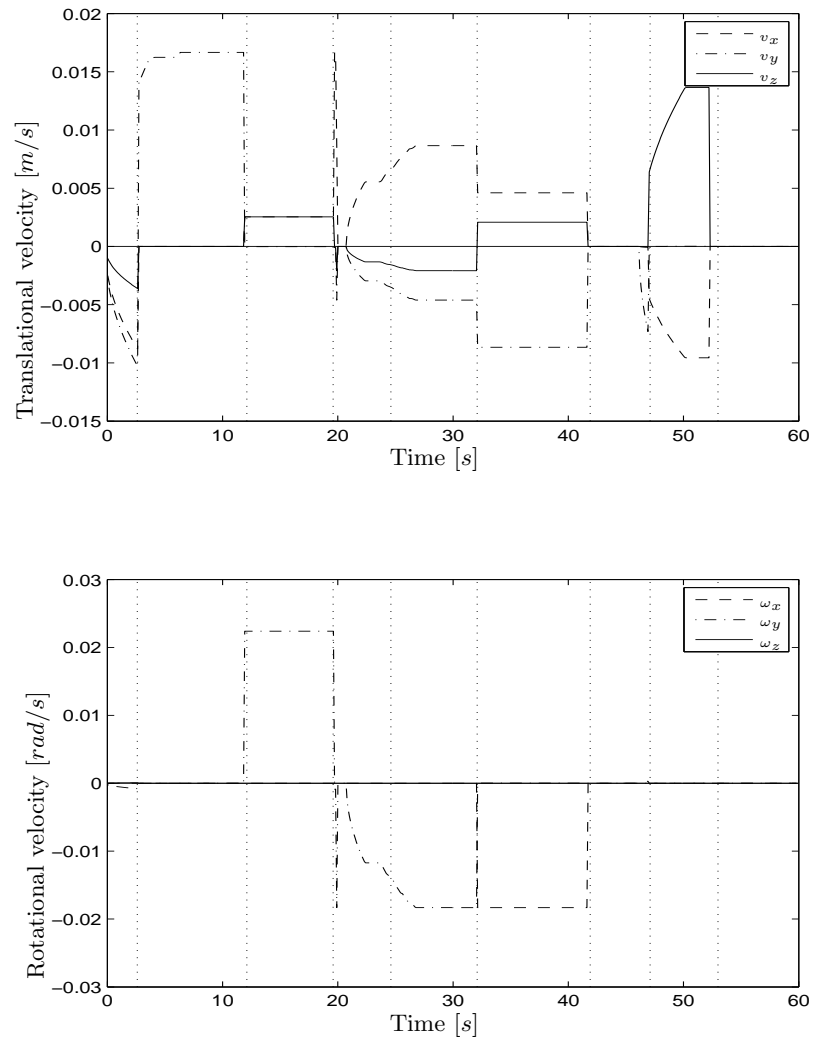 0.02
0.015
0.01
0.005
0
−0.005
−0.01
−0.015
Translational velocity [m/s]
v_x
v_y
v_z
0 10 20 30 40 50 60
Time [s]
0.03
0.02
0.01
0
−0.01
−0.02
−0.03
Rotational velocity [rad/s]
ω_x
ω_y
ω_z
0 10 20 30 40 50 60
Time [s]